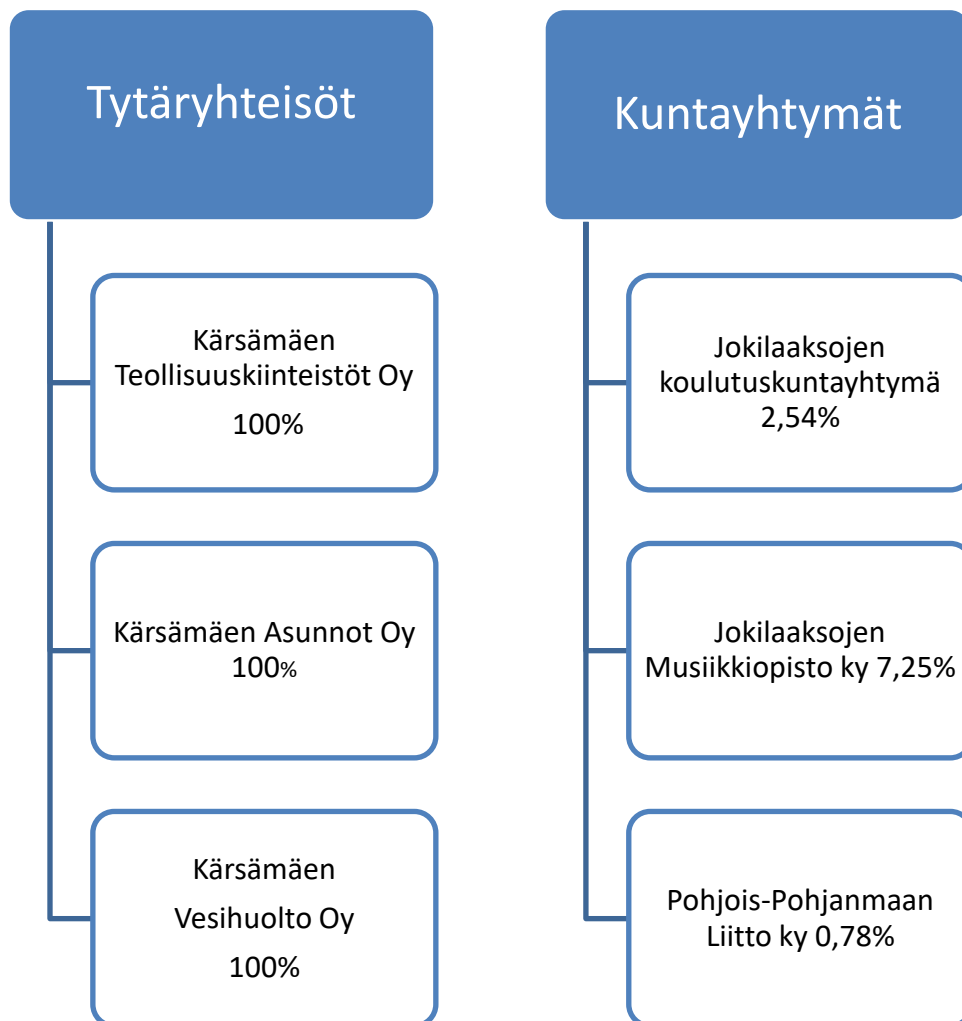 Tytäryhteisöt
Kärsämäen
Teollisuuskiinteistöt Oy
100%
Kärsämäen Asunnot Oy
100%
Kärsämäen
Vesihuolto Oy
100%
Kuntayhtymät
Jokilaaksojen
koulutuskuntayhtymä
2,54%
Jokilaaksojen
Musiikkiopisto ky 7,25%
Pohjois-Pohjanmaan
Liitto ky 0,78%